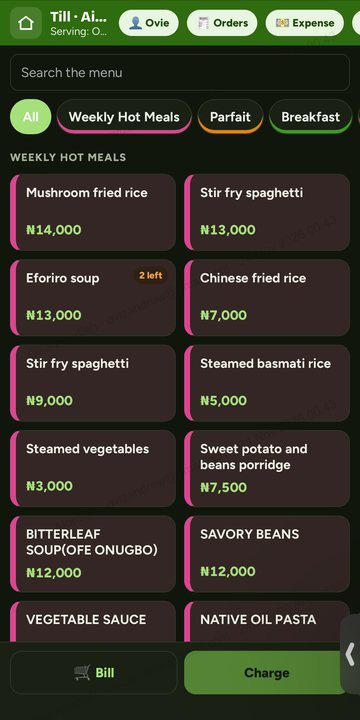 Till · Ai...
Serving: O...
Ovie
Orders
Expense
Search the menu
All
Weekly Hot Meals
Parfait
Breakfast
WEEKLY HOT MEALS
Mushroom fried rice
₦14,000
Stir fry spaghetti
₦13,000
Eforiro soup
2 left
₦13,000
Chinese fried rice
₦7,000
Stir fry spaghetti
₦9,000
Steamed basmati rice
₦5,000
Steamed vegetables
₦3,000
Sweet potato and
beans porridge
₦7,500
BITTERLEAF
SOUP(OFE ONUGBO)
₦12,000
SAVORY BEANS
₦12,000
VEGETABLE SAUCE
NATIVE OIL PASTA
Bill
Charge